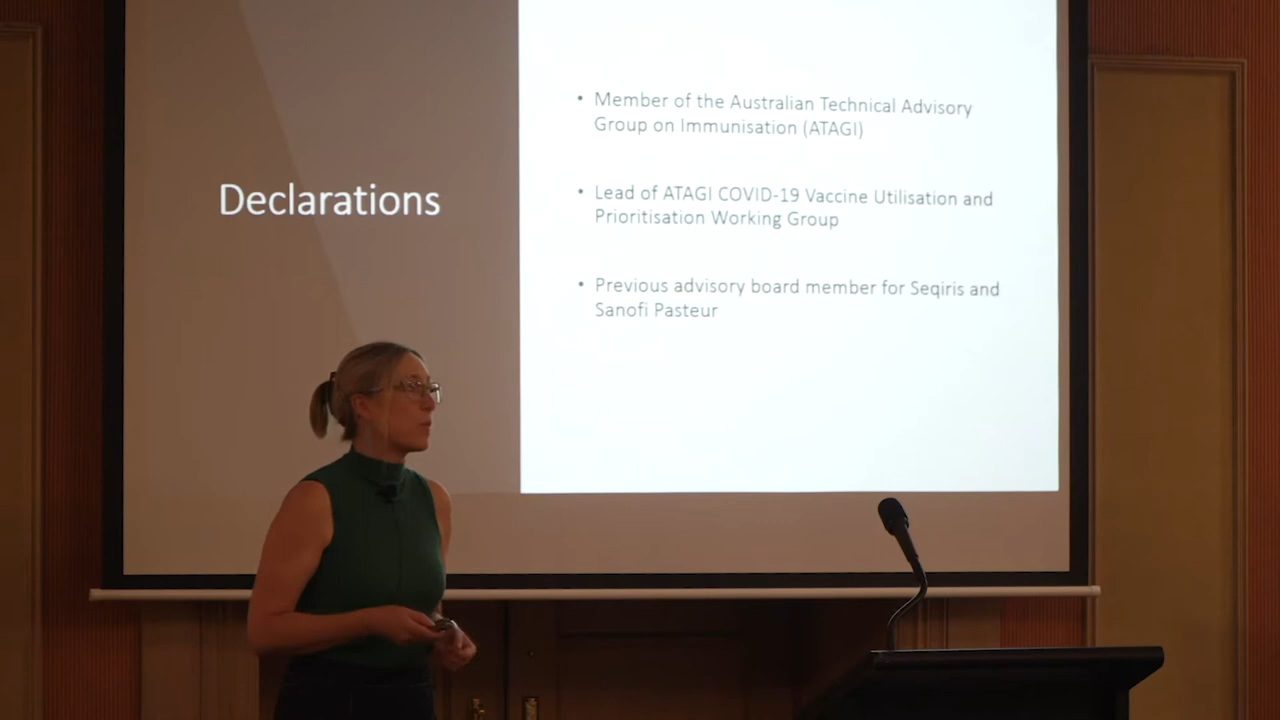 Declarations
• Member of the Australian Technical Advisory
Group on Immunisation (ATAGI)
• Lead of ATAGI COVID-19 Vaccine Utilisation and
Prioritisation Working Group
• Previous advisory board member for Seqiris and
Sanofi Pasteur